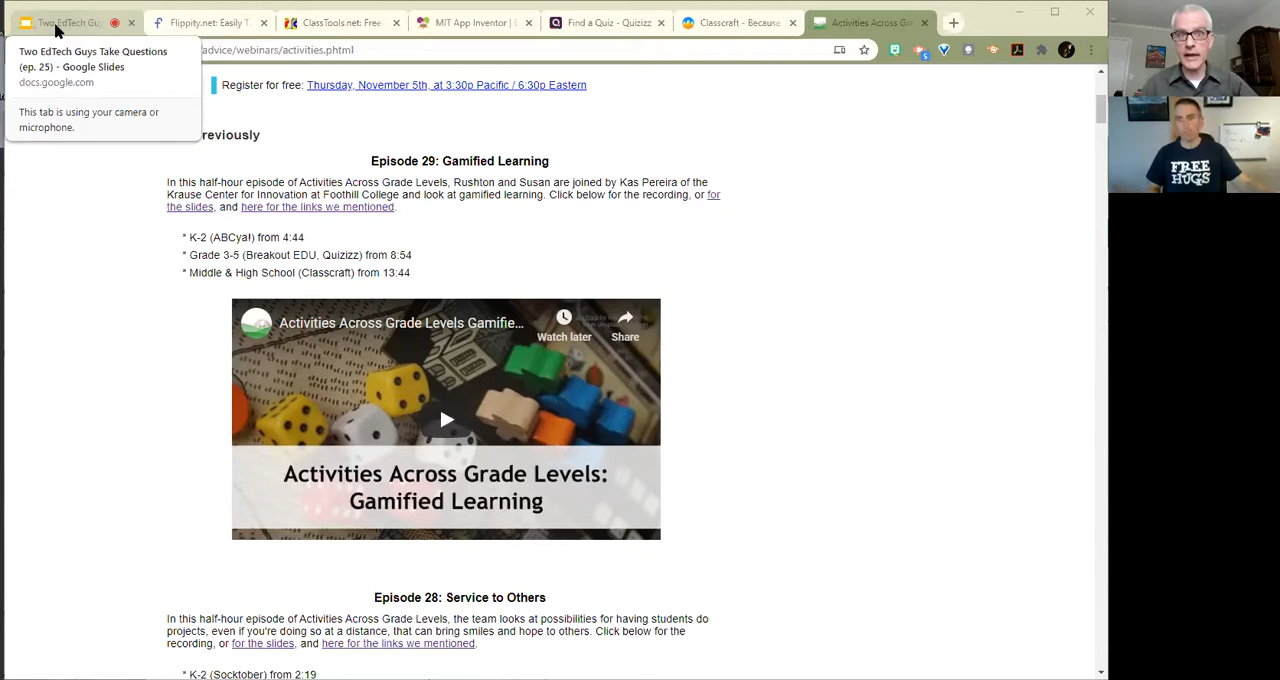 Two EdTech Guy
Flippity.net: Easily T
ClassTools.net: Free
MIT App Inventor | E
Find a Quiz - Quizizz
Classcraft - Because
Activities Across Gr
Two EdTech Guys Take Questions
(ep. 25) - Google Slides
docs.google.com
This tab is using your camera or
microphone.
advice/webinars/activities.phtml
Register for free: Thursday, November 5th, at 3:30p Pacific / 6:30p Eastern
reviously
Episode 29: Gamified Learning
In this half-hour episode of Activities Across Grade Levels, Rushton and Susan are joined by Kas Pereira of the
Krause Center for Innovation at Foothill College and look at gamified learning. Click below for the recording, or for
the slides, and here for the links we mentioned.
* K-2 (ABCya!) from 4:44
* Grade 3-5 (Breakout EDU, Quizizz) from 8:54
* Middle & High School (Classcraft) from 13:44
Activities Across Grade Levels Gamifie...
Watch later
Share
Activities Across Grade Levels:
Gamified Learning
Episode 28: Service to Others
In this half-hour episode of Activities Across Grade Levels, the team looks at possibilities for having students do
projects, even if you're doing so at a distance, that can bring smiles and hope to others. Click below for the
recording, or for the slides, and here for the links we mentioned.
* K-2 (Socktober) from 2:19
FREE
HUGS